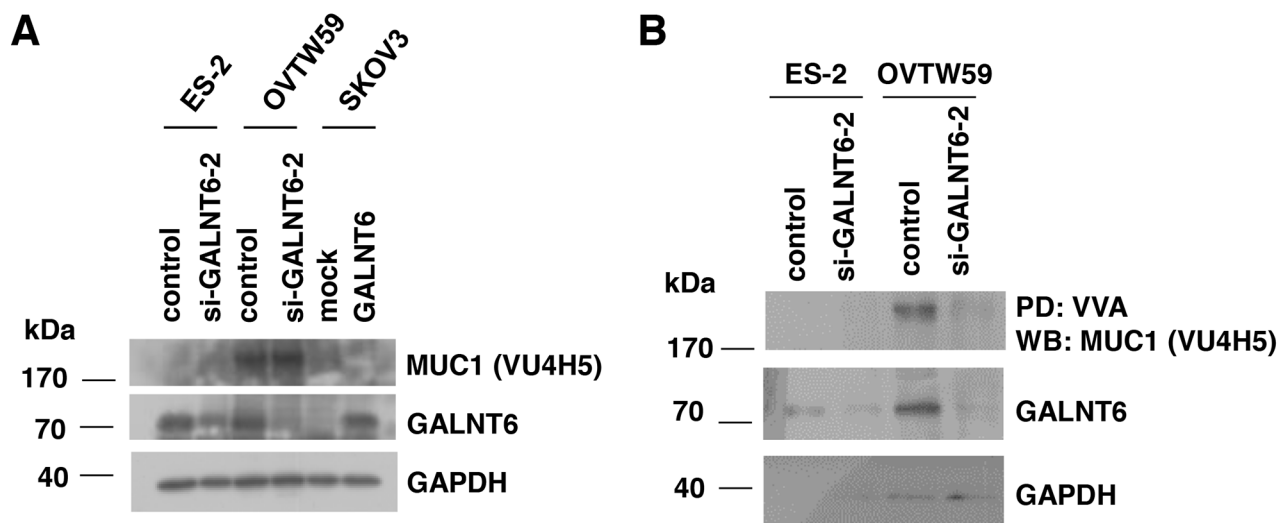 A
ES-2
OVTW59
SKOV3
control
si-GALNT6-2
control
si-GALNT6-2
mock
GALNT6
kDa
170
MUC1 (VU4H5)
70
GALNT6
40
GAPDH
B
ES-2
OVTW59
control
si-GALNT6-2
control
si-GALNT6-2
kDa
PD: VVA
170
WB: MUC1 (VU4H5)
70
GALNT6
40
GAPDH